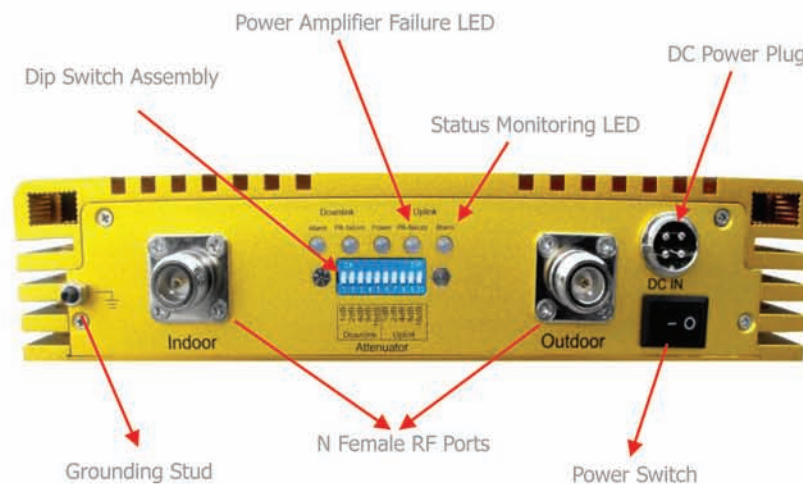 Power Amplifier Failure LED
DC Power Plug
Dip Switch Assembly
Status Monitoring LED
Downlink Uplink
Alarm PA-failure Power PA-failure Alarm
DC IN
Indoor
Downlink Uplink
Attenuator
Outdoor
– O
N Female RF Ports
Grounding Stud
Power Switch